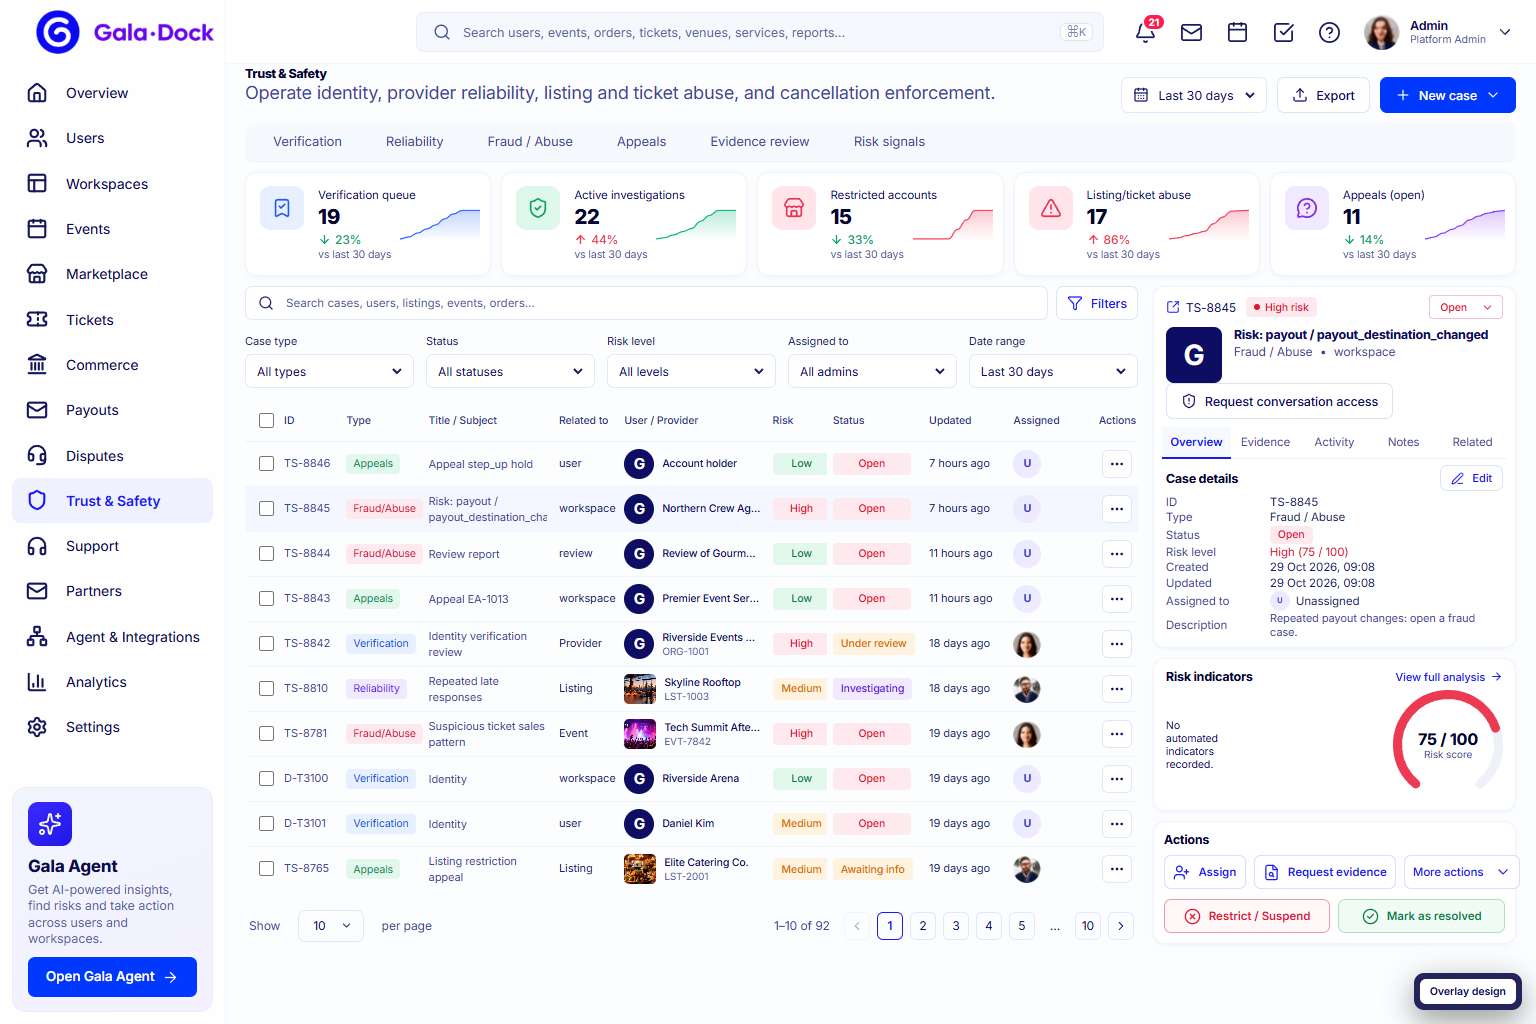 Gala·Dock
Search users, events, orders, tickets, venues, services, reports...
⌘K
21
Admin
Platform Admin
Overview
Users
Workspaces
Events
Marketplace
Tickets
Commerce
Payouts
Disputes
Trust & Safety
Support
Partners
Agent & Integrations
Analytics
Settings
Gala Agent
Get AI-powered insights,
find risks and take action
across users and
workspaces.
Open Gala Agent
Trust & Safety
Operate identity, provider reliability, listing and ticket abuse, and cancellation enforcement.
Last 30 days
Export
New case
Verification
Reliability
Fraud / Abuse
Appeals
Evidence review
Risk signals
Verification queue
19
↓ 23%
vs last 30 days
Active investigations
22
↑ 44%
vs last 30 days
Restricted accounts
15
↓ 33%
vs last 30 days
Listing/ticket abuse
17
↑ 86%
vs last 30 days
Appeals (open)
11
↓ 14%
vs last 30 days
Search cases, users, listings, events, orders...
Filters
Case type
All types
Status
All statuses
Risk level
All levels
Assigned to
All admins
Date range
Last 30 days
ID Type Title / Subject Related to User / Provider Risk Status Updated Assigned Actions
TS-8846 Appeals Appeal step_up hold user G Account holder Low Open 7 hours ago U
TS-8845 Fraud/Abuse Risk: payout /
payout_destination_cha workspace G Northern Crew Ag... High Open 7 hours ago U
TS-8844 Fraud/Abuse Review report review G Review of Gourm... Low Open 11 hours ago U
TS-8843 Appeals Appeal EA-1013 workspace G Premier Event Ser... Low Open 11 hours ago U
TS-8842 Verification Identity verification
review Provider G Riverside Events ...
ORG-1001 High Under review 18 days ago
TS-8810 Reliability Repeated late
responses Listing Skyline Rooftop
LST-1003 Medium Investigating 18 days ago
TS-8781 Fraud/Abuse Suspicious ticket sales
pattern Event Tech Summit Afte...
EVT-7842 High Open 19 days ago
D-T3100 Verification Identity workspace G Riverside Arena Low Open 19 days ago U
D-T3101 Verification Identity user G Daniel Kim Medium Open 19 days ago U
TS-8765 Appeals Listing restriction
appeal Listing Elite Catering Co.
LST-2001 Medium Awaiting info 19 days ago
Show 10 per page
1–10 of 92
1 2 3 4 5 ... 10
TS-8845
High risk
Open
G
Risk: payout / payout_destination_changed
Fraud / Abuse • workspace
Request conversation access
Overview
Evidence
Activity
Notes
Related
Case details
Edit
ID TS-8845
Type Fraud / Abuse
Status Open
Risk level High (75 / 100)
Created 29 Oct 2026, 09:08
Updated 29 Oct 2026, 09:08
Assigned to U Unassigned
Description Repeated payout changes: open a fraud
case.
Risk indicators
View full analysis →
No
automated
indicators
recorded.
75 / 100
Risk score
Actions
Assign
Request evidence
More actions
Restrict / Suspend
Mark as resolved
Overlay design